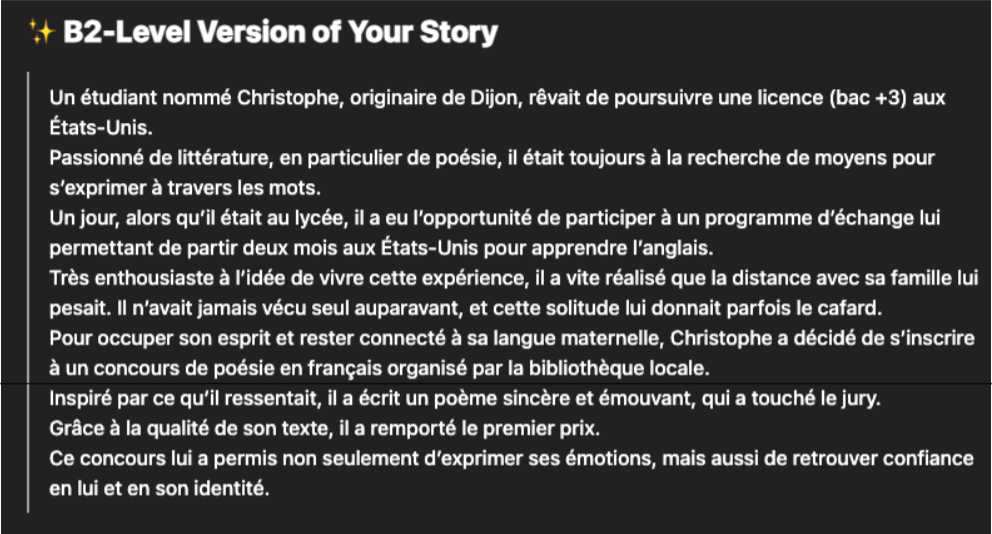 ✨ B2-Level Version of Your Story
Un étudiant nommé Christophe, originaire de Dijon, rêvait de poursuivre une licence (bac +3) aux
États-Unis.
Passionné de littérature, en particulier de poésie, il était toujours à la recherche de moyens pour
s’exprimer à travers les mots.
Un jour, alors qu’il était au lycée, il a eu l’opportunité de participer à un programme d’échange lui
permettant de partir deux mois aux États-Unis pour apprendre l’anglais.
Très enthousiaste à l’idée de vivre cette expérience, il a vite réalisé que la distance avec sa famille lui
pesait. Il n’avait jamais vécu seul auparavant, et cette solitude lui donnait parfois le cafard.
Pour occuper son esprit et rester connecté à sa langue maternelle, Christophe a décidé de s’inscrire
à un concours de poésie en français organisé par la bibliothèque locale.
Inspiré par ce qu’il ressentait, il a écrit un poème sincère et émouvant, qui a touché le jury.
Grâce à la qualité de son texte, il a remporté le premier prix.
Ce concours lui a permis non seulement d’exprimer ses émotions, mais aussi de retrouver confiance
en lui et en son identité.